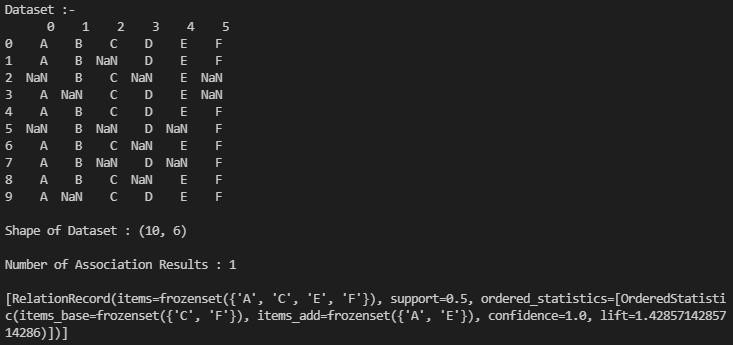 Dataset :-
     0    1    2    3    4    5
0    A    B    C    D    E    F
1    A    B  NaN    D    E    F
2  NaN    B    C  NaN    E  NaN
3    A  NaN    C    D    E  NaN
4    A    B    C    D    E    F
5  NaN    B  NaN    D  NaN    F
6    A    B    C  NaN    E    F
7    A    B  NaN    D  NaN    F
8    A    B    C  NaN    E    F
9    A  NaN    C    D    E    F
Shape of Dataset : (10, 6)
Number of Association Results : 1
[RelationRecord(items=frozenset({'A', 'C', 'E', 'F'}), support=0.5, ordered_statistics=[OrderedStatisti
c(items_base=frozenset({'C', 'F'}), items_add=frozenset({'A', 'E'}), confidence=1.0, lift=1.42857142857
14286)])]